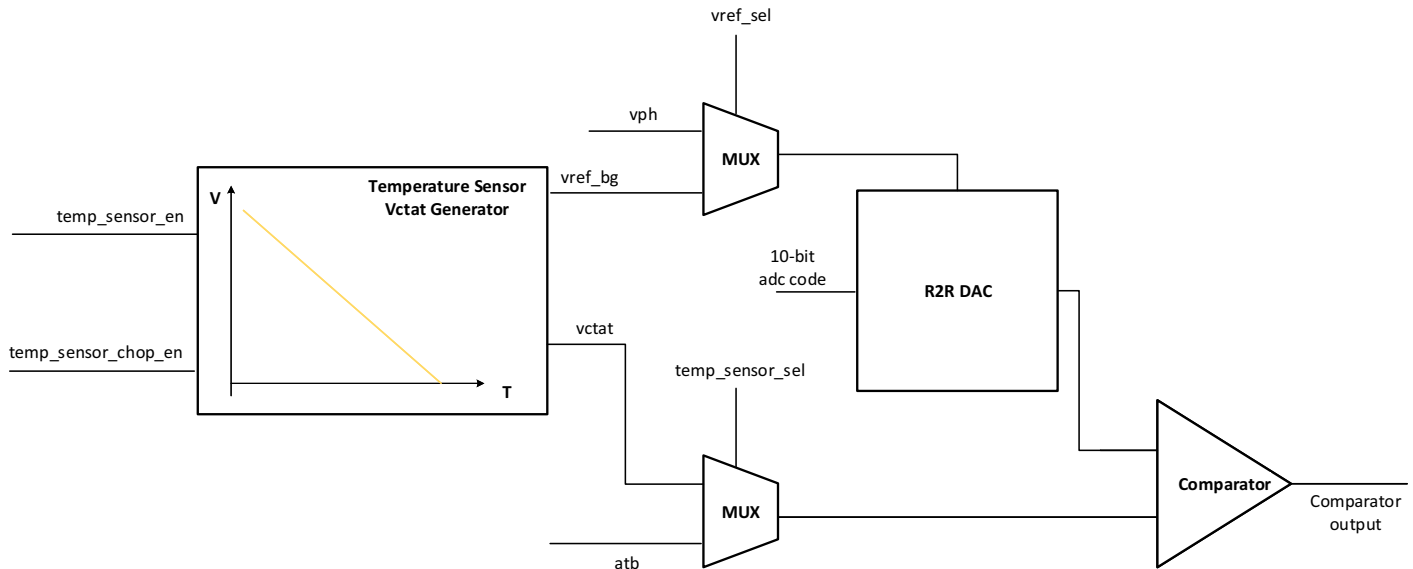 vref_sel
vph
MUX
Temperature Sensor
Vctat Generator
vref_bg
V
temp_sensor_en
10-bit
adc code
R2R DAC
vctat
temp_sensor_chop_en
temp_sensor_sel
T
MUX
Comparator
Comparator
output
atb